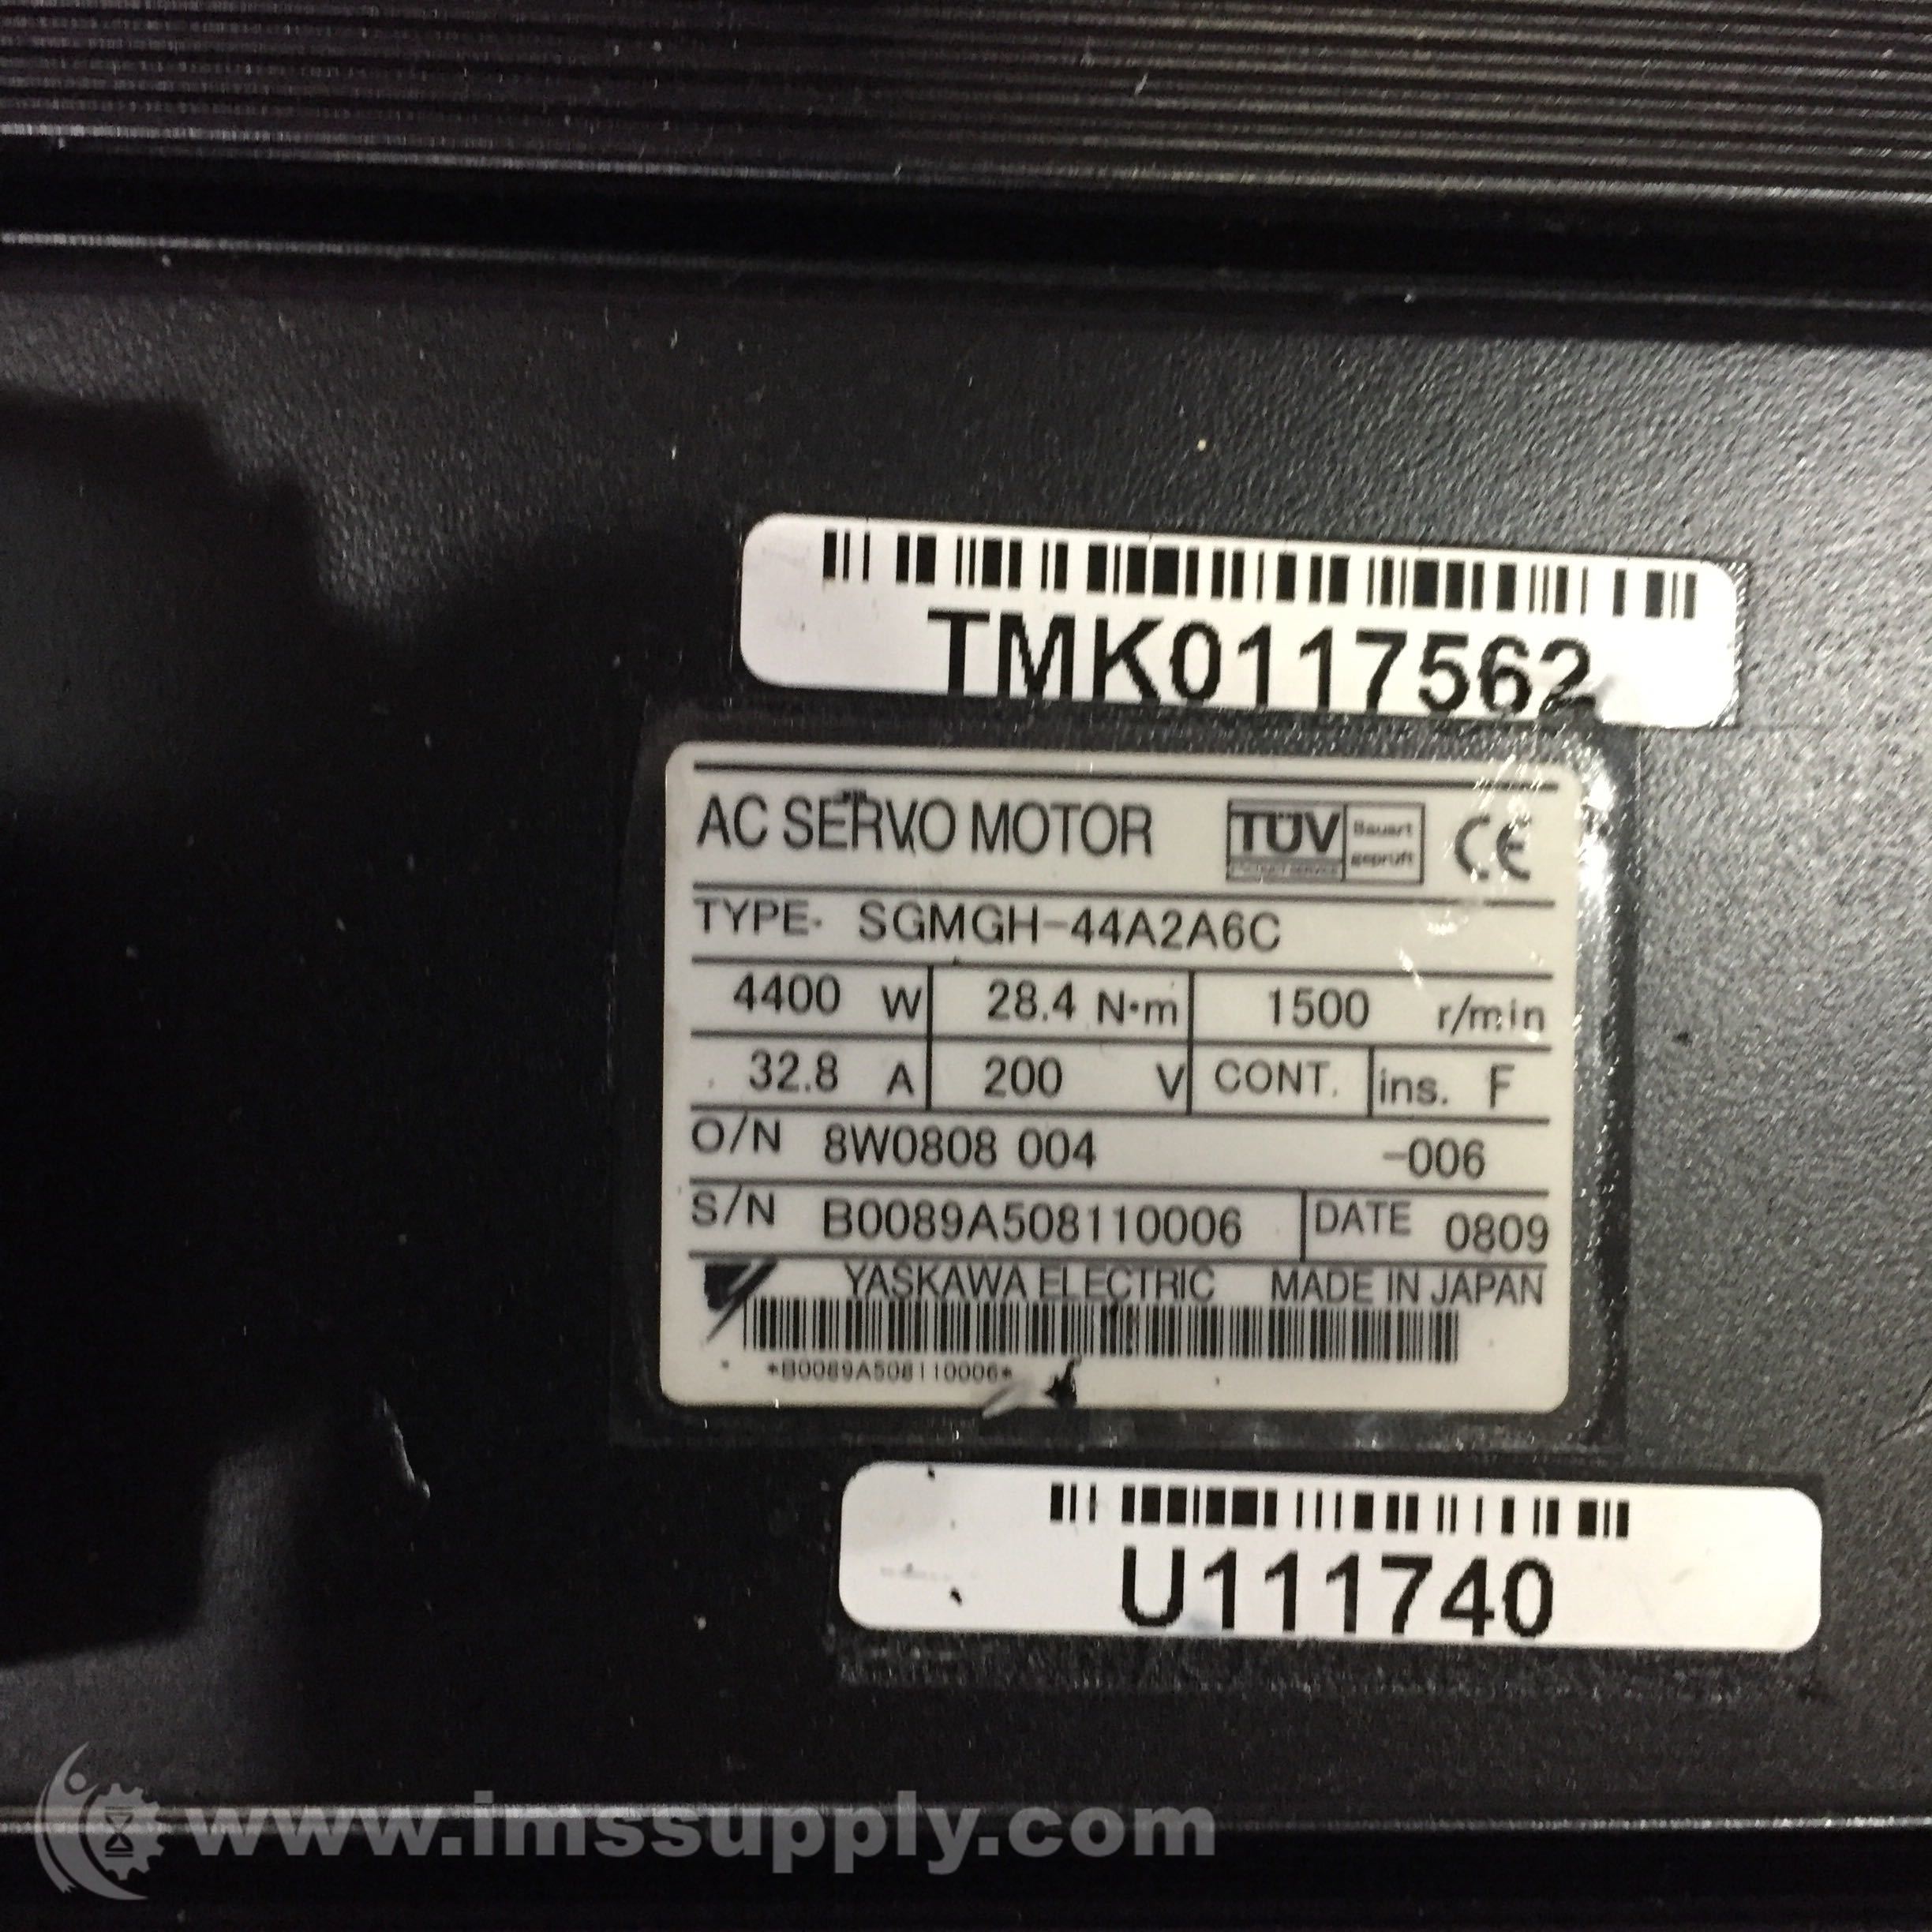 TMK0117562
AC SERVO MOTOR TÜV Bauart geprüft CE
TYPE- SGMGH-44A2A6C
4400 W 28.4 N·m 1500 r/min
32.8 A 200 V CONT. ins. F
O/N 8W0808 004 -006
S/N B0089A508110006 DATE 0809
YASKAWA ELECTRIC MADE IN JAPAN
*B0089A508110006*
U111740
www.imssupply.com